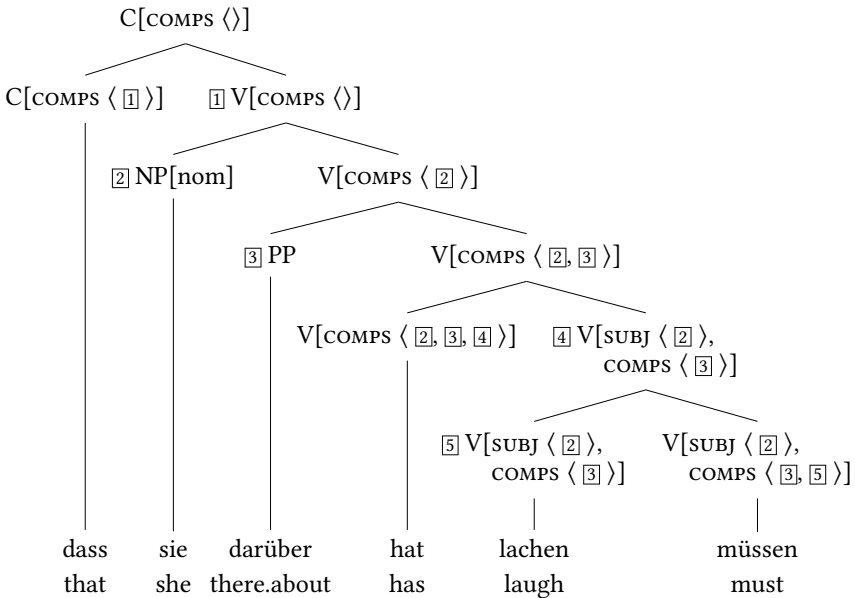 C[COMPS ⟨⟩]
C[COMPS ⟨ 1 ⟩] 1 V[COMPS ⟨⟩]
2 NP[nom] V[COMPS ⟨ 2 ⟩]
3 PP V[COMPS ⟨ 2, 3 ⟩]
V[COMPS ⟨ 2, 3, 4 ⟩] 4 V[SUBJ ⟨ 2 ⟩,
COMPS ⟨ 3 ⟩]
5 V[SUBJ ⟨ 2 ⟩, V[SUBJ ⟨ 2 ⟩,
COMPS ⟨ 3 ⟩] COMPS ⟨ 3, 5 ⟩]
dass sie darüber hat lachen müssen
that she there.about has laugh must